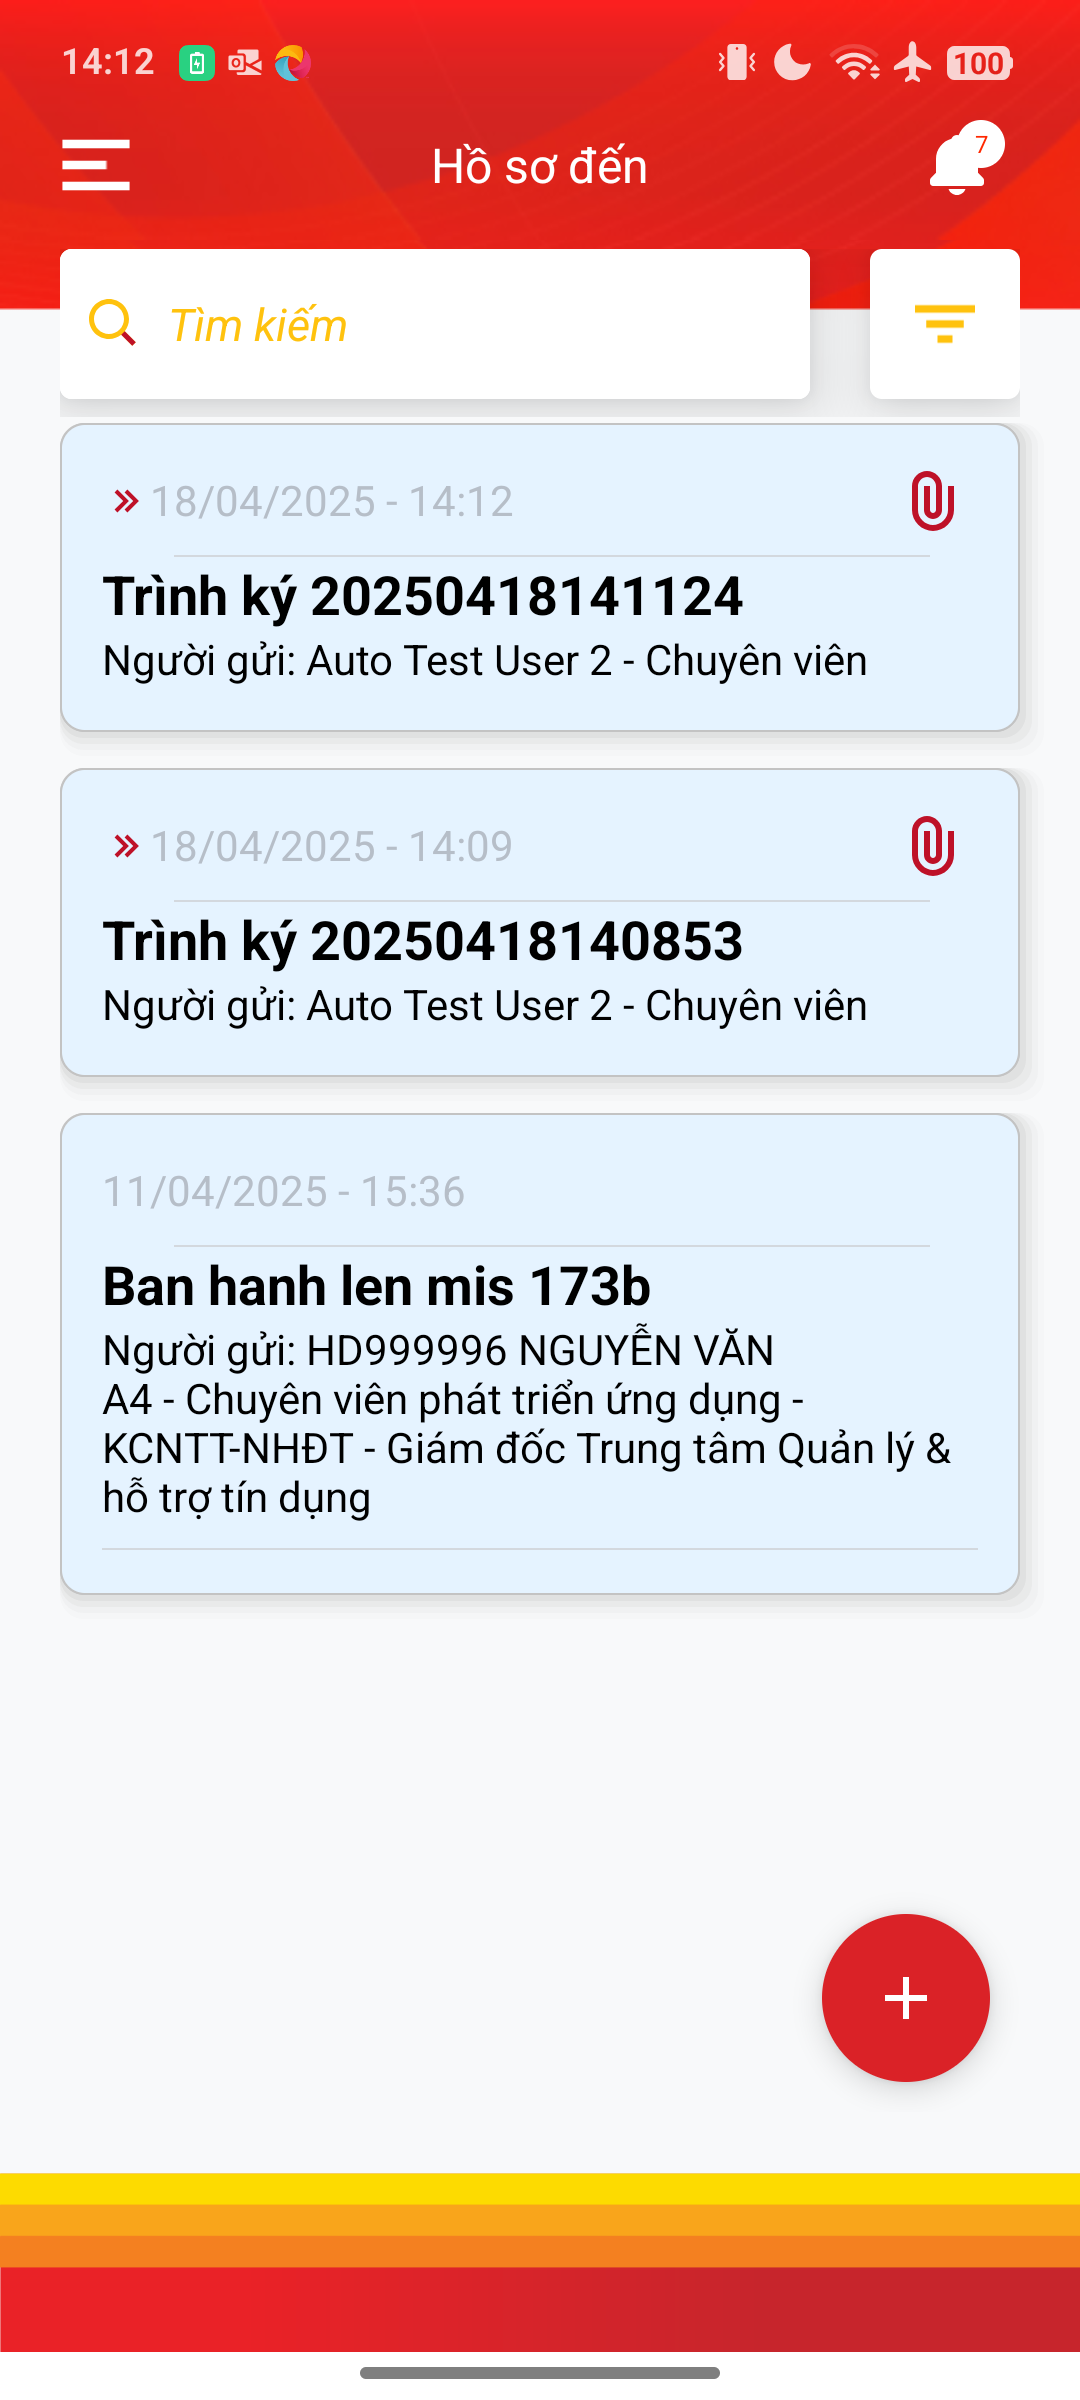 14:12
100
Hồ sơ đến
7
Tìm kiếm
18/04/2025 - 14:12
Trình ký 20250418141124
Người gửi: Auto Test User 2 - Chuyên viên
18/04/2025 - 14:09
Trình ký 20250418140853
Người gửi: Auto Test User 2 - Chuyên viên
11/04/2025 - 15:36
Ban hanh len mis 173b
Người gửi: HD999996 NGUYỄN VĂN
A4 - Chuyên viên phát triển ứng dụng -
KCNTT-NHĐT - Giám đốc Trung tâm Quản lý &
hỗ trợ tín dụng